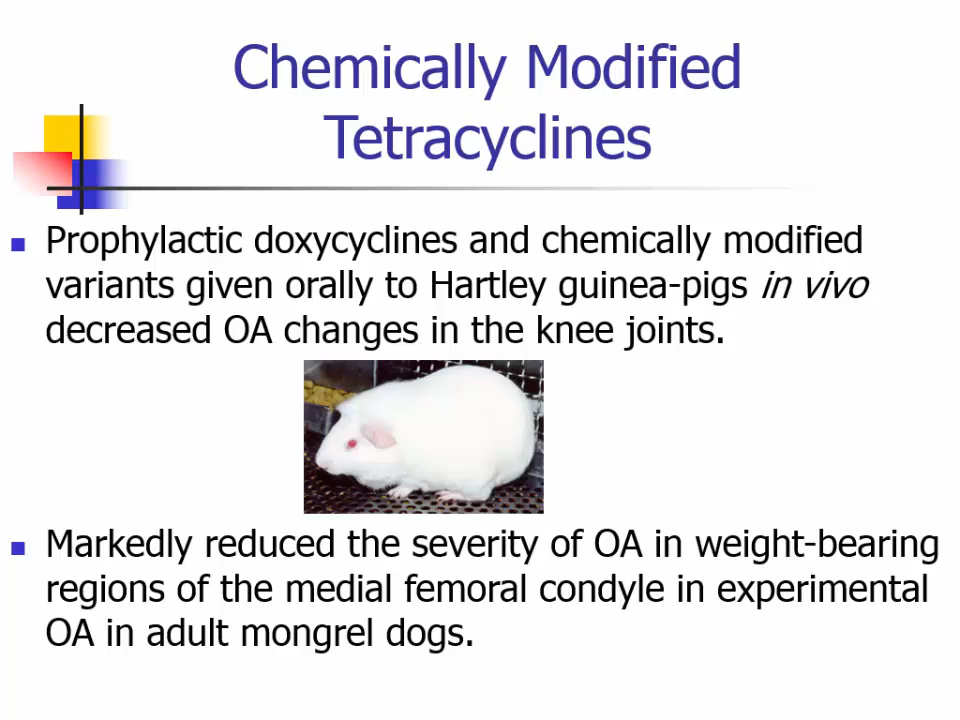 Chemically Modified
Tetracyclines
Prophylactic doxycyclines and chemically modified
variants given orally to Hartley guinea-pigs in vivo
decreased OA changes in the knee joints.
Markedly reduced the severity of OA in weight-bearing
regions of the medial femoral condyle in experimental
OA in adult mongrel dogs.